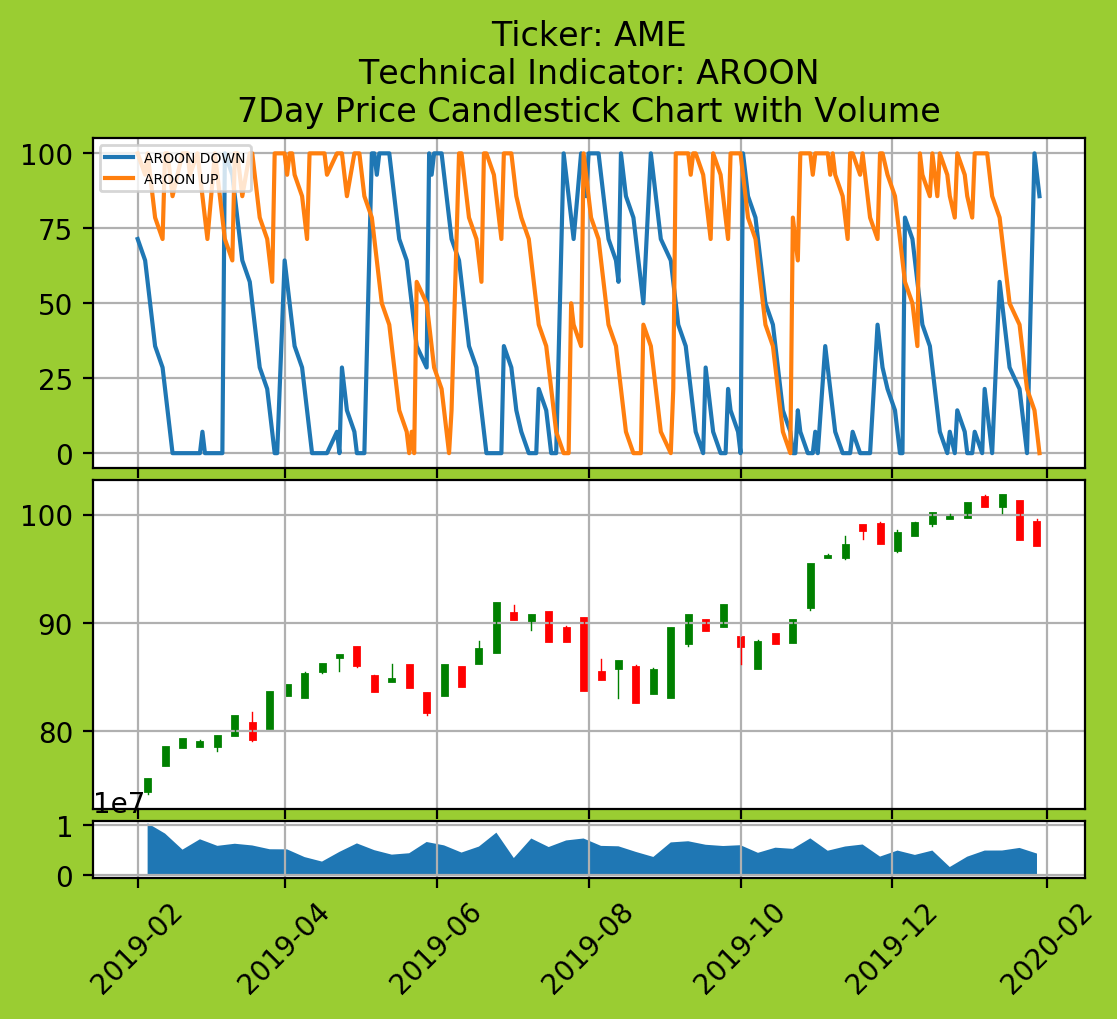 Ticker: AME
Technical Indicator: AROON
7Day Price Candlestick Chart with Volume
100
75
50
25
0
AROON DOWN
AROON UP
100
90
80
1e7
1
0
2019-02
2019-04
2019-06
2019-08
2019-10
2019-12
2020-02